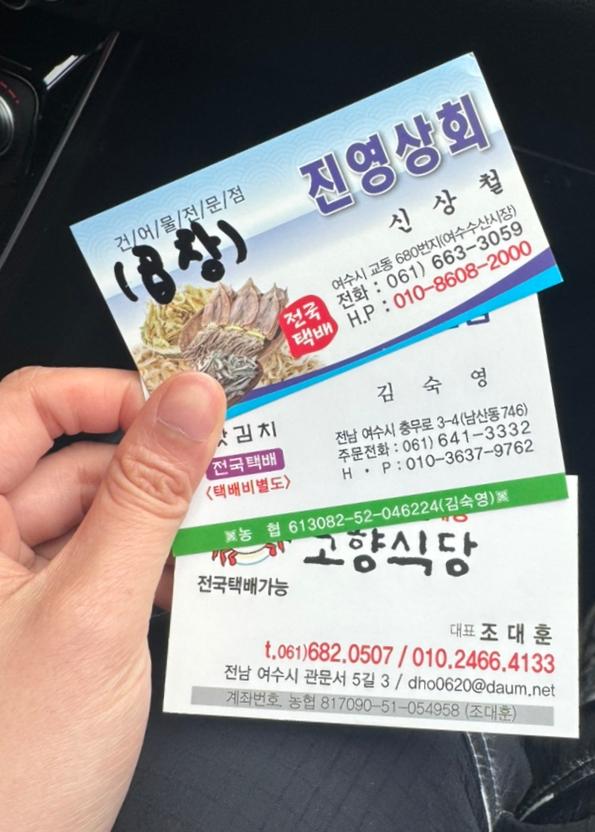 진영상회
건/어/물/전/문/점
(곱창)
신 상 철
여수시 교동 680번지(여수수산시장)
전화 : 061) 663-3059
H.P : 010-8608-2000
전국
택배
김 숙 영
김치
전국택배
〈택배비별도〉
전남 여수시 충무로 3-4(남산동746)
주문전화 : 061) 641-3332
H · P : 010-3637-9762
※농 협 613082-52-046224(김숙영)※
고향식당
전국택배가능
대표 조대훈
t.061)682.0507 / 010.2466.4133
전남 여수시 관문서 5길 3 / dho0620@daum.net
계좌번호. 농협 817090-51-054958 (조대훈)